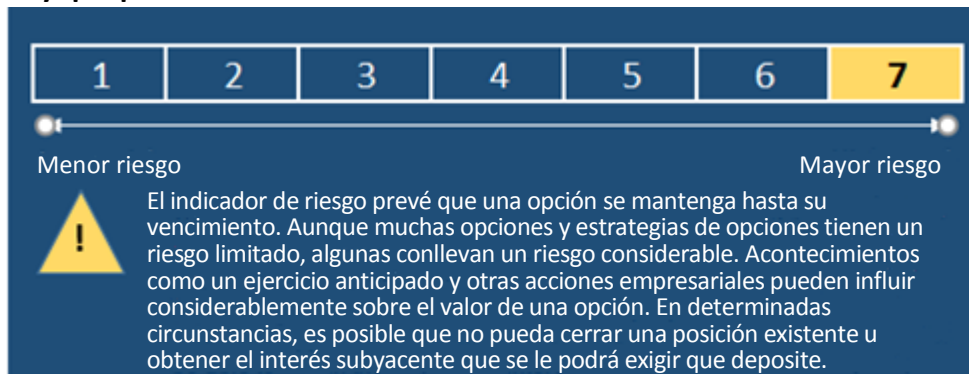 1 2 3 4 5 6 7
Menor riesgo Mayor riesgo
!
El indicador de riesgo prevé que una opción se mantenga hasta su
vencimiento. Aunque muchas opciones y estrategias de opciones tienen un
riesgo limitado, algunas conllevan un riesgo considerable. Acontecimientos
como un ejercicio anticipado y otras acciones empresariales pueden influir
considerablemente sobre el valor de una opción. En determinadas
circunstancias, es posible que no pueda cerrar una posición existente u
obtener el interés subyacente que se le podrá exigir que deposite.